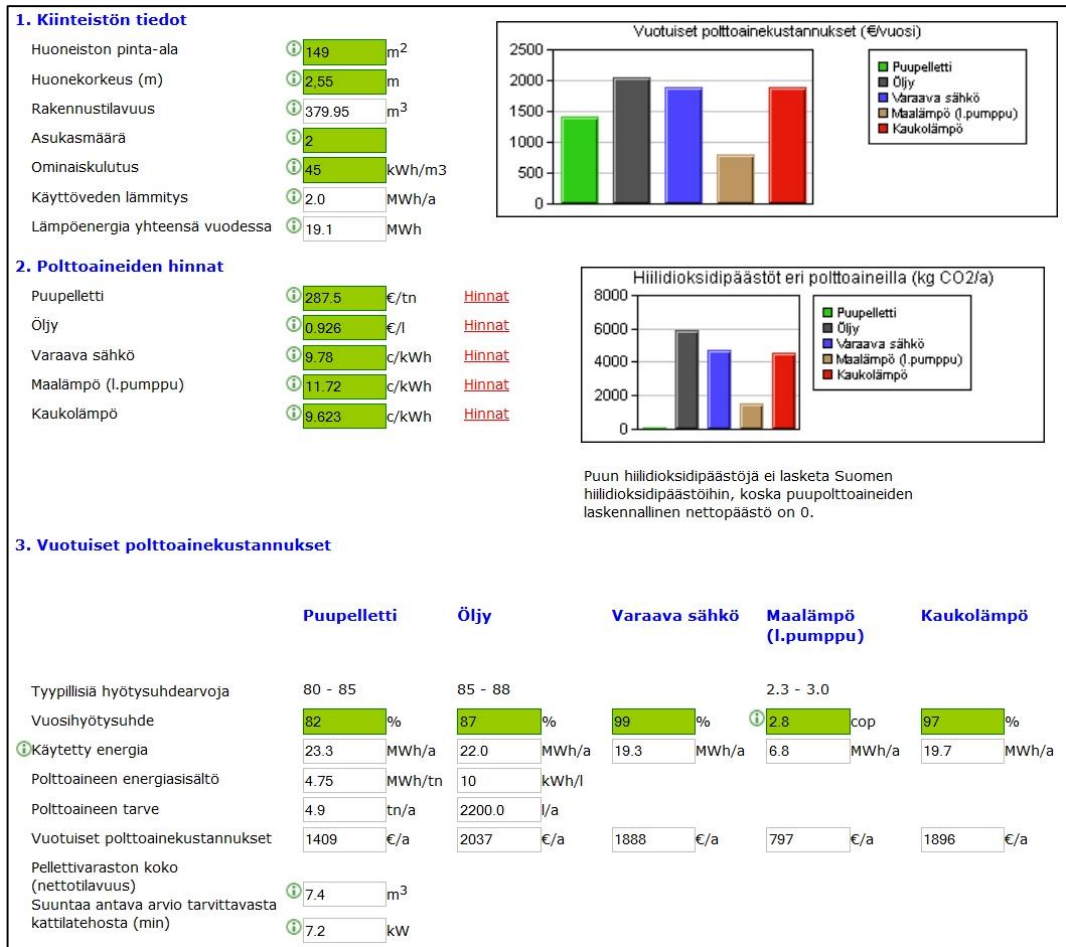 1. Kiinteistön tiedot
Huoneiston pinta-ala 149 m2
Huonekorkeus (m) 2,55 m
Rakennustilavuus 379.95 m3
Asukasmäärä 2
Ominaiskulutus 45 kWh/m3
Käyttöveden lämmitys 2.0 MWh/a
Lämpöenergia yhteensä vuodessa 19.1 MWh
Vuotuiset polttoainekustannukset (€/vuosi)
2500
2000
1500
1000
500
0
Puupelletti
Öljy
Varaava sähkö
Maalämpö (l.pumppu)
Kaukolämpö
2. Polttoaineiden hinnat
Puupelletti 287.5 €/tn Hinnat
Öljy 0.926 €/l Hinnat
Varaava sähkö 9.78 c/kWh Hinnat
Maalämpö (l.pumppu) 11.72 c/kWh Hinnat
Kaukolämpö 9.623 c/kWh Hinnat
Hiilidioksidipäästöt eri polttoaineilla (kg CO2/a)
8000
6000
4000
2000
0
Puupelletti
Öljy
Varaava sähkö
Maalämpö (l.pumppu)
Kaukolämpö
Puun hiilidioksidipäästöjä ei lasketa Suomen
hiilidioksidipäästöihin, koska puupolttoaineiden
laskennallinen nettopäästö on 0.
3. Vuotuiset polttoainekustannukset
Puupelletti Öljy Varaava sähkö Maalämpö Kaukolämpö
(l.pumppu)
Tyypillisiä hyötysuhdearvoja 80 - 85 85 - 88 2.3 - 3.0
Vuosihyötysuhde 82 % 87 % 99 % 2.8 cop 97 %
Käytetty energia 23.3 MWh/a 22.0 MWh/a 19.3 MWh/a 6.8 MWh/a 19.7 MWh/a
Polttoaineen energiasisältö 4.75 MWh/tn 10 kWh/l
Polttoaineen tarve 4.9 tn/a 2200.0 l/a
Vuotuiset polttoainekustannukset 1409 €/a 2037 €/a 1888 €/a 797 €/a 1896 €/a
Pellettivaraston koko
(nettotilavuus) 7.4 m3
Suuntaa antava arvio tarvittavasta
kattilatehosta (min) 7.2 kW